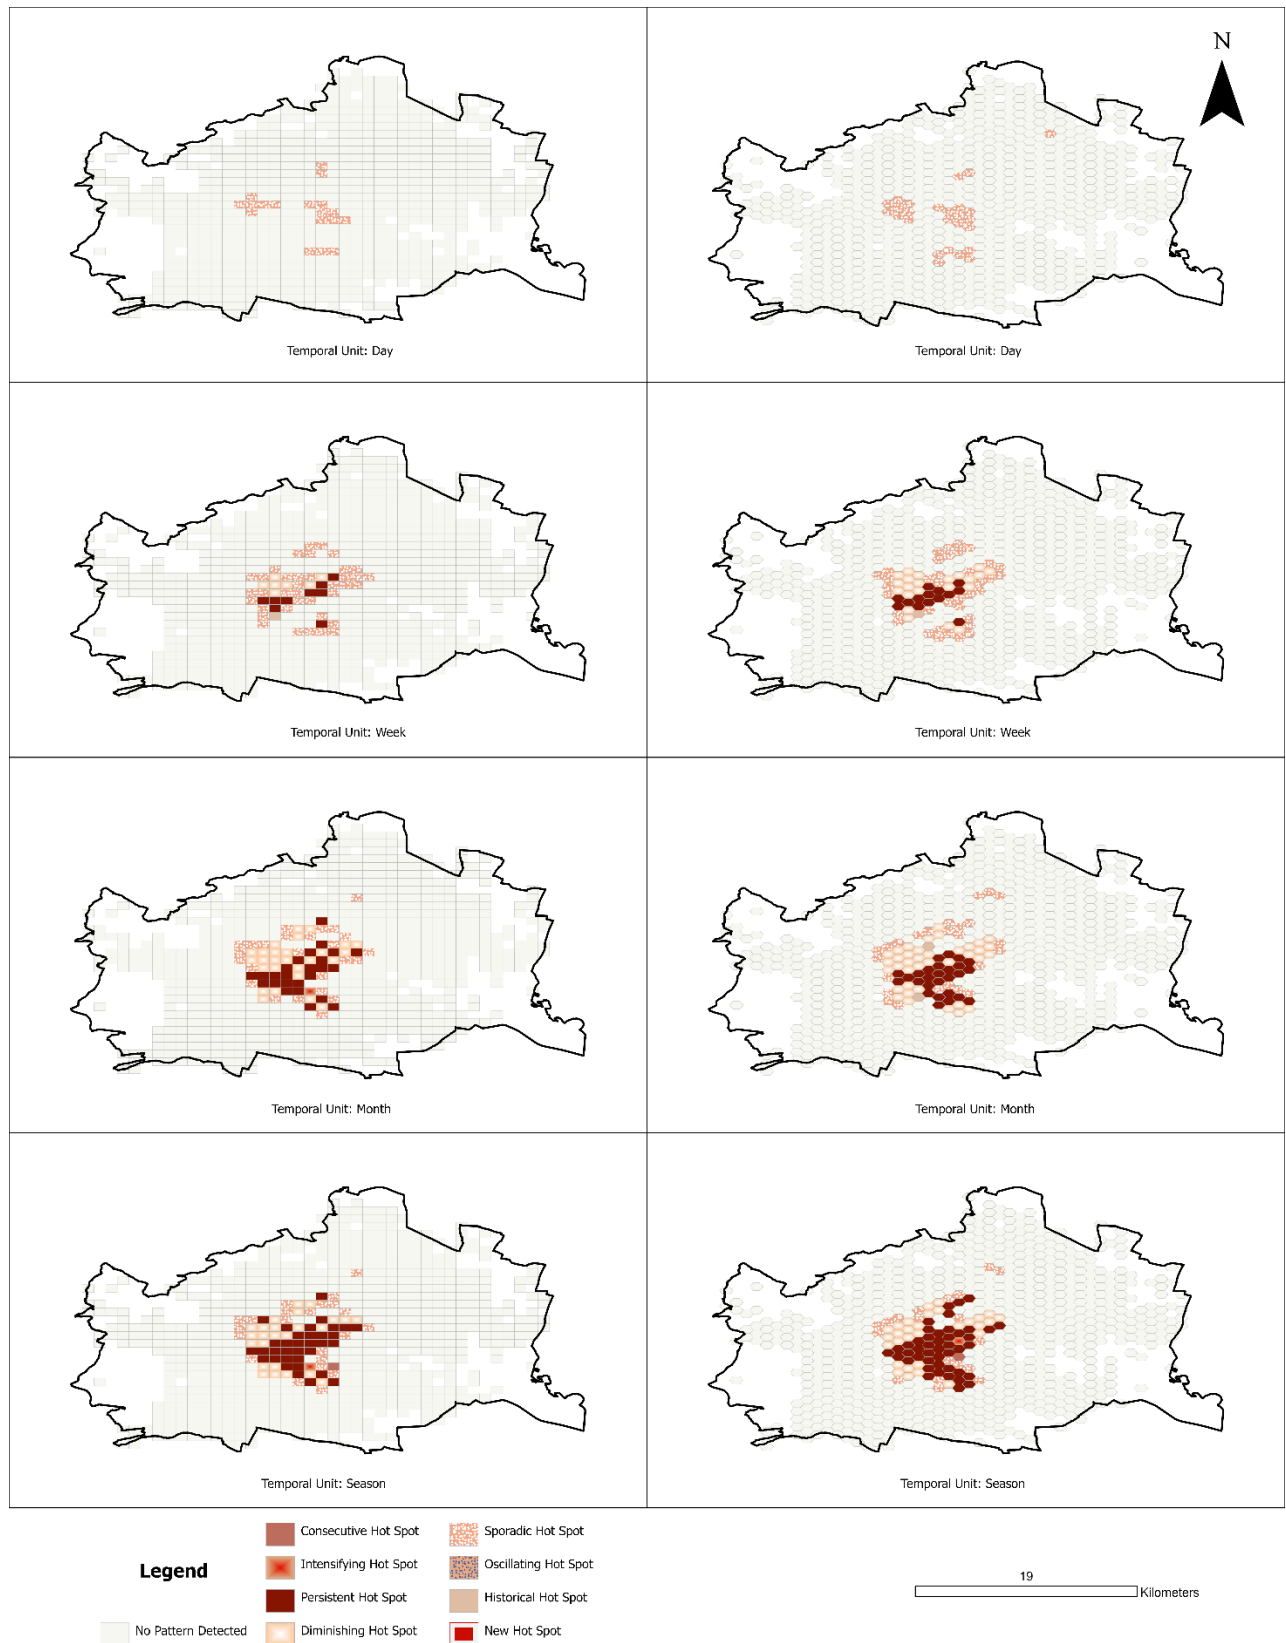 N
Temporal Unit: Day
Temporal Unit: Day
Temporal Unit: Week
Temporal Unit: Week
Temporal Unit: Month
Temporal Unit: Month
Temporal Unit: Season
Temporal Unit: Season
Legend
No Pattern Detected
Consecutive Hot Spot
Intensifying Hot Spot
Persistent Hot Spot
Diminishing Hot Spot
Sporadic Hot Spot
Oscillating Hot Spot
Historical Hot Spot
New Hot Spot
19
Kilometers